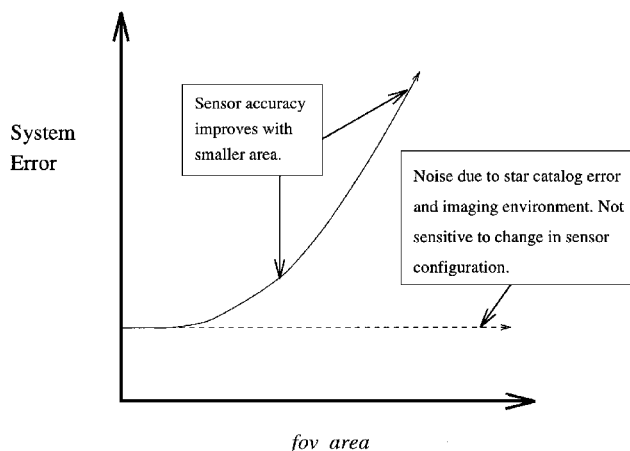 System
Error
Sensor accuracy
improves with
smaller area.
Noise due to star catalog error
and imaging environment. Not
sensitive to change in sensor
configuration.
fov area